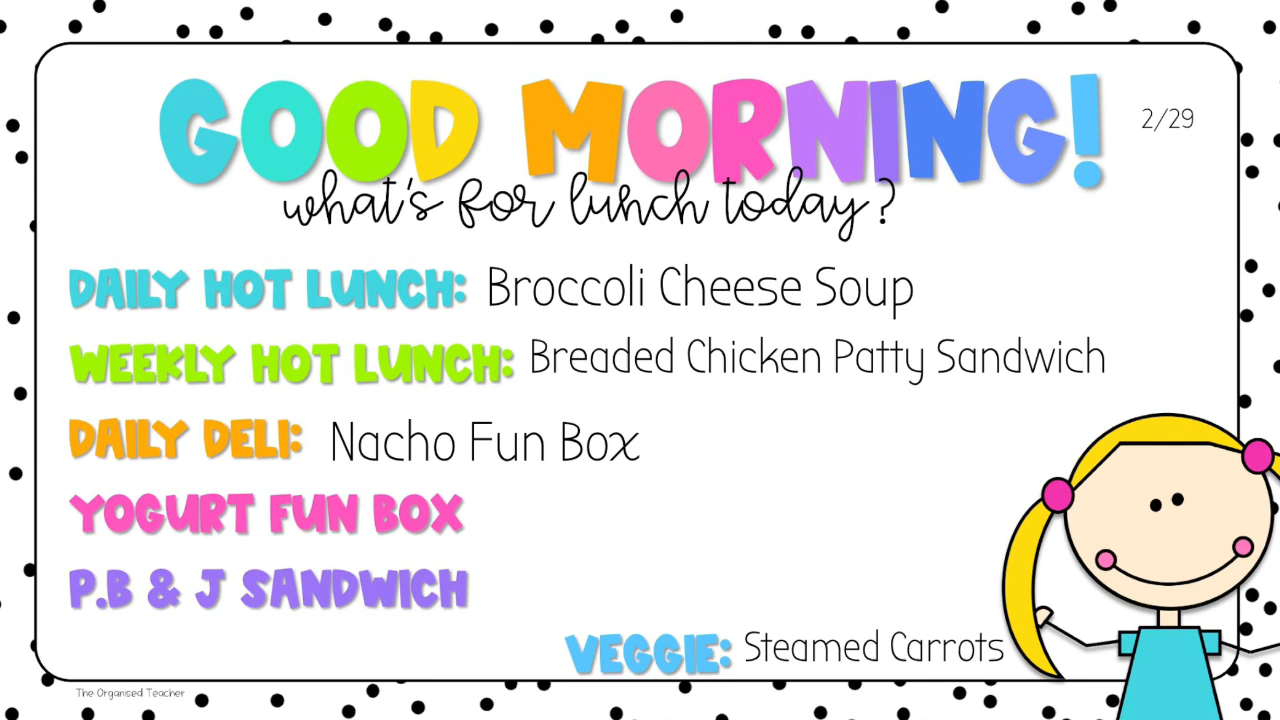 GOOD MORNING!
2/29
what's for lunch today?
DAILY HOT LUNCH: Broccoli Cheese Soup
WEEKLY HOT LUNCH: Breaded Chicken Patty Sandwich
DAILY DELI: Nacho Fun Box
YOGURT FUN BOX
P.B & J SANDWICH
VEGGIE: Steamed Carrots
The Organised Teacher